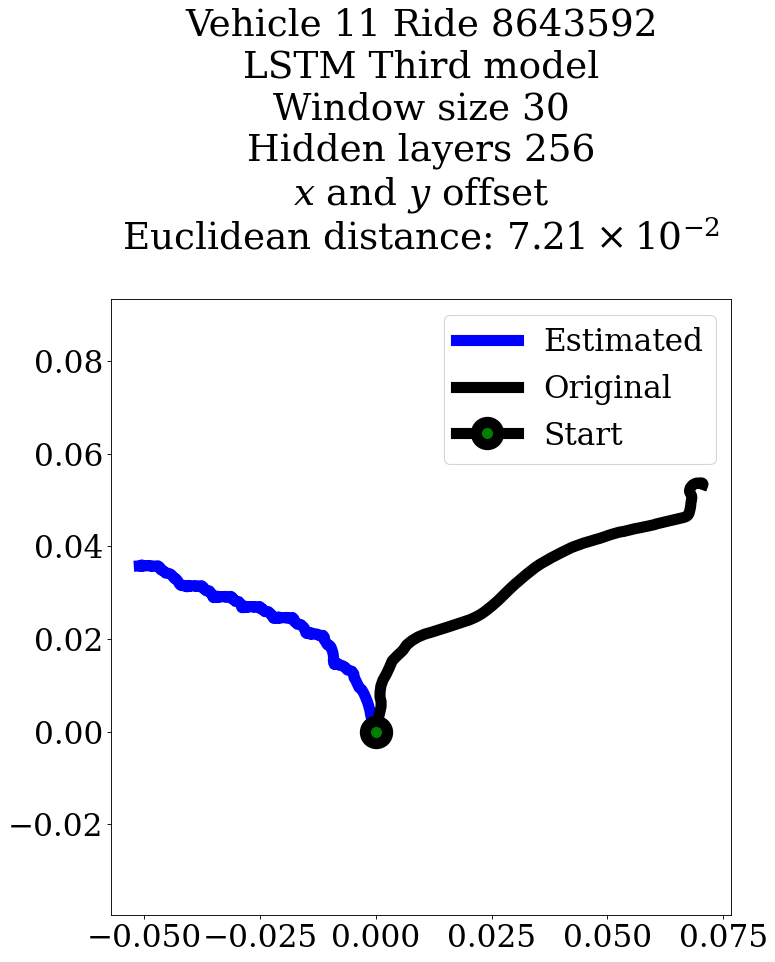 Vehicle 11 Ride 8643592
LSTM Third model
Window size 30
Hidden layers 256
x and y offset
Euclidean distance: 7.21 × 10⁻²
Estimated
Original
Start
0.08
0.06
0.04
0.02
0.00
−0.02
−0.050 −0.025 0.000 0.025 0.050 0.075